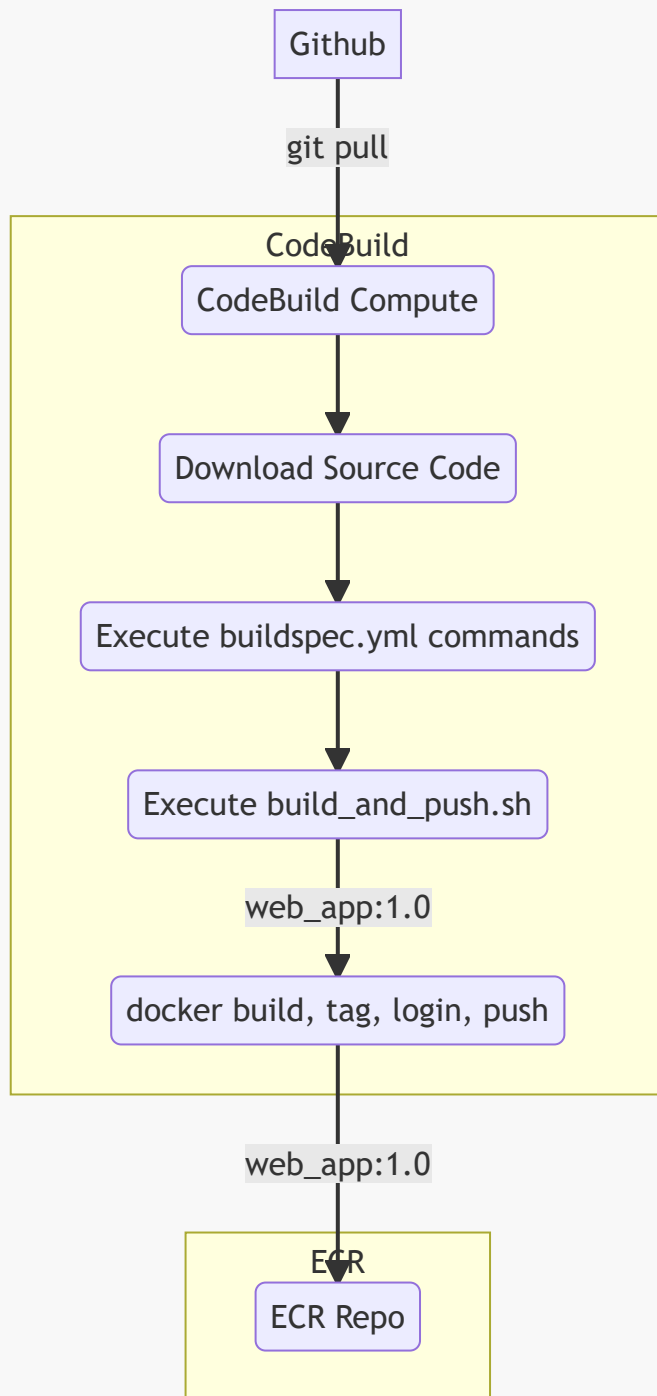 Github
git pull
CodeBuild
CodeBuild Compute
Download Source Code
Execute buildspec.yml commands
Execute build_and_push.sh
web_app:1.0
docker build, tag, login, push
web_app:1.0
ECR
ECR Repo